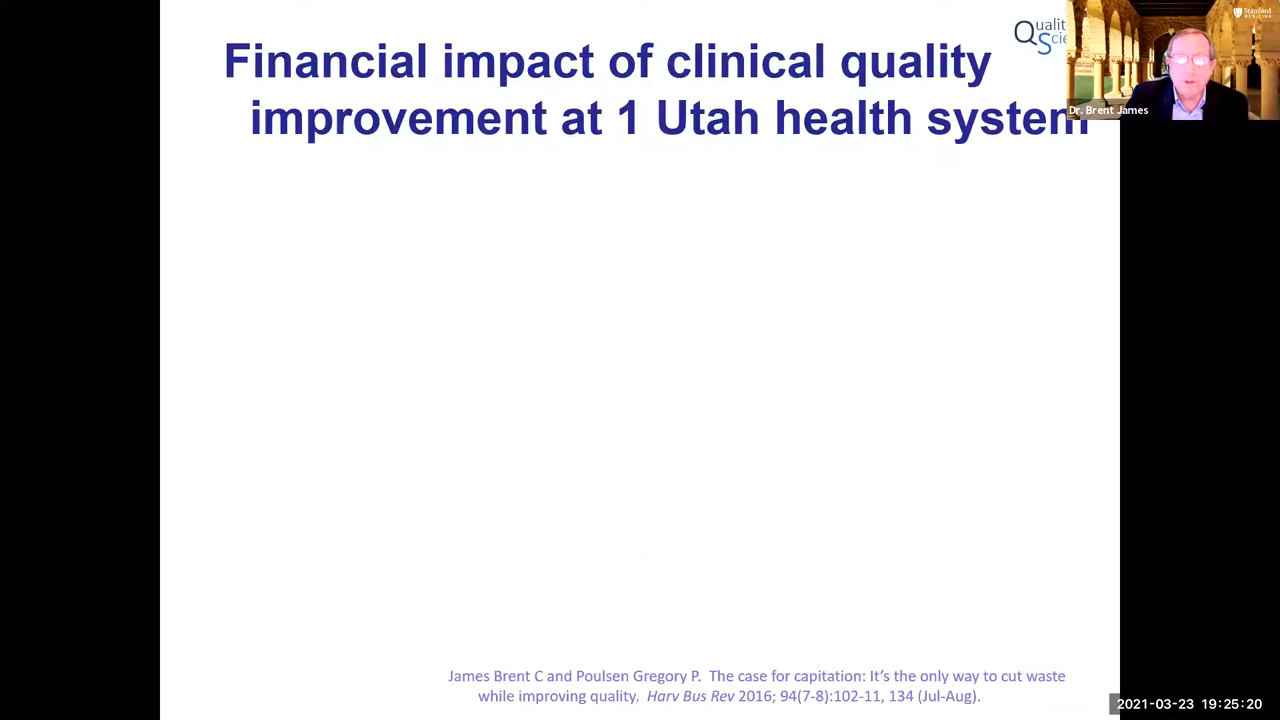 Financial impact of clinical quality
improvement at 1 Utah health system
Stanford
MEDICINE
Dr. Brent James
James Brent C and Poulsen Gregory P. The case for capitation: It’s the only way to cut waste
while improving quality. Harv Bus Rev 2016; 94(7-8):102-11, 134 (Jul-Aug).
2021-03-23 19:25:20